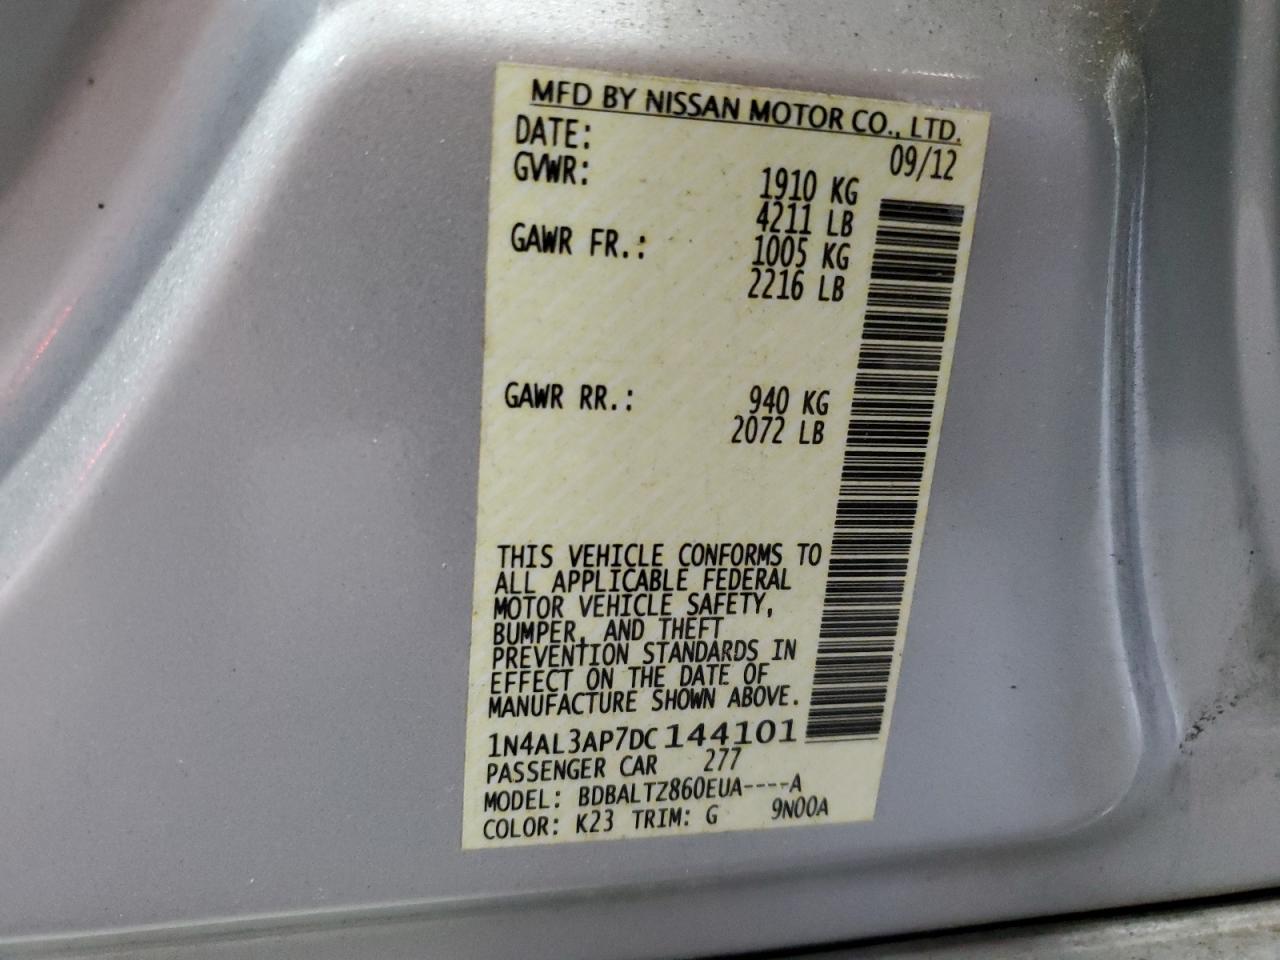 MFD BY NISSAN MOTOR CO., LTD.
DATE: 09/12
GVWR: 1910 KG
4211 LB
GAWR FR.: 1005 KG
2216 LB
GAWR RR.: 940 KG
2072 LB
THIS VEHICLE CONFORMS TO
ALL APPLICABLE FEDERAL
MOTOR VEHICLE SAFETY,
BUMPER, AND THEFT
PREVENTION STANDARDS IN
EFFECT ON THE DATE OF
MANUFACTURE SHOWN ABOVE.
1N4AL3AP7DC144101
PASSENGER CAR 277
MODEL: BDBALTZ860EUA----A
COLOR: K23 TRIM: G 9N00A